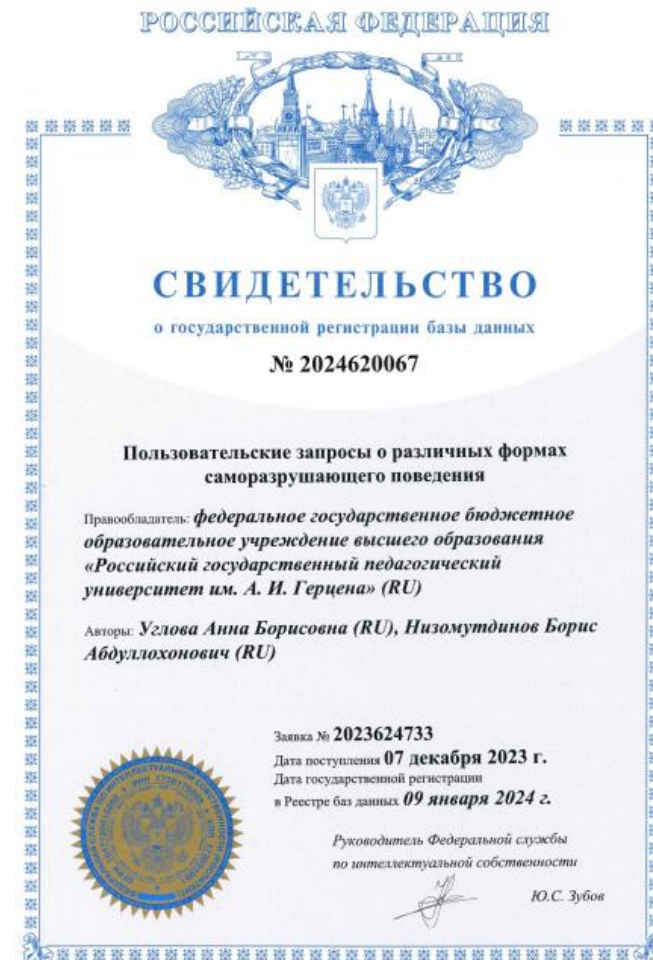 РОССИЙСКАЯ ФЕДЕРАЦИЯ
СВИДЕТЕЛЬСТВО
о государственной регистрации базы данных
№ 2024620067
Пользовательские запросы о различных формах
саморазрушающего поведения
Правообладатель: федеральное государственное бюджетное
образовательное учреждение высшего образования
«Российский государственный педагогический
университет им. А. И. Герцена» (RU)
Авторы: Углова Анна Борисовна (RU), Низомутдинов Борис
Абдуллохонович (RU)
Заявка № 2023624733
Дата поступления 07 декабря 2023 г.
Дата государственной регистрации
в Реестре баз данных 09 января 2024 г.
Руководитель Федеральной службы
по интеллектуальной собственности
Ю.С. Зубов